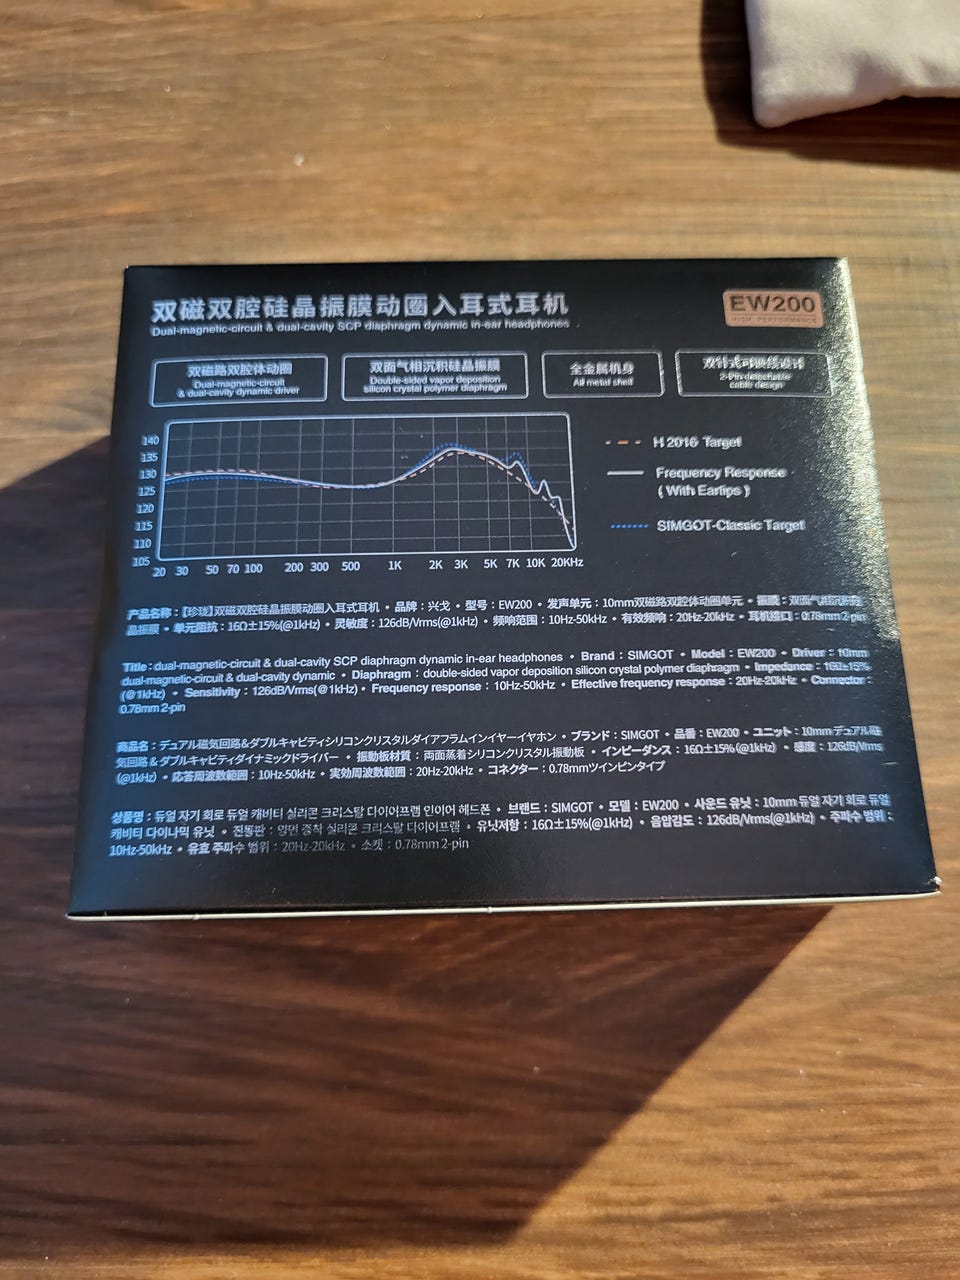 双磁双腔硅晶振膜动圈入耳式耳机
Dual-magnetic-circuit & dual-cavity SCP diaphragm dynamic in-ear headphones
EW200
HIGH PERFORMANCE
双磁路双腔体动圈
Dual-magnetic-circuit
& dual-cavity dynamic driver
双面气相沉积硅晶振膜
Double-sided vapor deposition
silicon crystal polymer diaphragm
全金属机身
All metal shelf
双针式可换线设计
2-Pin detachable
cable design
140
135
130
125
120
115
110
105
20 30 50 70 100 200 300 500 1K 2K 3K 5K 7K 10K 20KHz
H 2016 Target
Frequency Response
( With Eartips )
SIMGOT-Classic Target
产品名称：【珍珑】双磁双腔硅晶振膜动圈入耳式耳机 • 品牌：兴戈 • 型号：EW200 • 发声单元：10mm双磁路双腔体动圈单元 • 振膜：双面气相沉积硅
晶振膜 • 单元阻抗：16Ω±15%(@1kHz) • 灵敏度：126dB/Vrms(@1kHz) • 频响范围：10Hz-50kHz • 有效频响：20Hz-20kHz • 耳机接口：0.78mm 2-pin
Title : dual-magnetic-circuit & dual-cavity SCP diaphragm dynamic in-ear headphones • Brand : SIMGOT • Model : EW200 • Driver : 10mm
dual-magnetic-circuit & dual-cavity dynamic • Diaphragm : double-sided vapor deposition silicon crystal polymer diaphragm • Impedance : 16Ω±15%
(@1kHz) • Sensitivity : 126dB/Vrms(@1kHz) • Frequency response : 10Hz-50kHz • Effective frequency response : 20Hz-20kHz • Connector :
0.78mm 2-pin
商品名：デュアル磁気回路&ダブルキャビティシリコンクリスタルダイアフラムインイヤーイヤホン • ブランド：SIMGOT • 品番：EW200 • ユニット：10mmデュアル磁
気回路 & ダブルキャビティダイナミックドライバー • 振動板材質：両面蒸着シリコンクリスタル振動板 • インピーダンス：16Ω±15%(@1kHz) • 感度：126dB/Vrms
(@1kHz) • 応答周波数範囲：10Hz-50kHz • 実効周波数範囲：20Hz-20kHz • コネクター：0.78mmツインピンタイプ
상품명 : 듀얼 자기 회로 듀얼 캐비티 실리콘 크리스탈 다이어프램 인이어 헤드폰 • 브랜드 : SIMGOT • 모델 : EW200 • 사운드 유닛 : 10mm 듀얼 자기 회로 듀얼
캐비티 다이나믹 유닛 • 진동판 : 양면 증착 실리콘 크리스탈 다이어프램 • 유닛저항 : 16Ω±15%(@1kHz) • 음압감도 : 126dB/Vrms(@1kHz) • 주파수 범위 :
10Hz-50kHz • 유효 주파수 범위 : 20Hz-20kHz • 소켓 : 0.78mm 2-pin